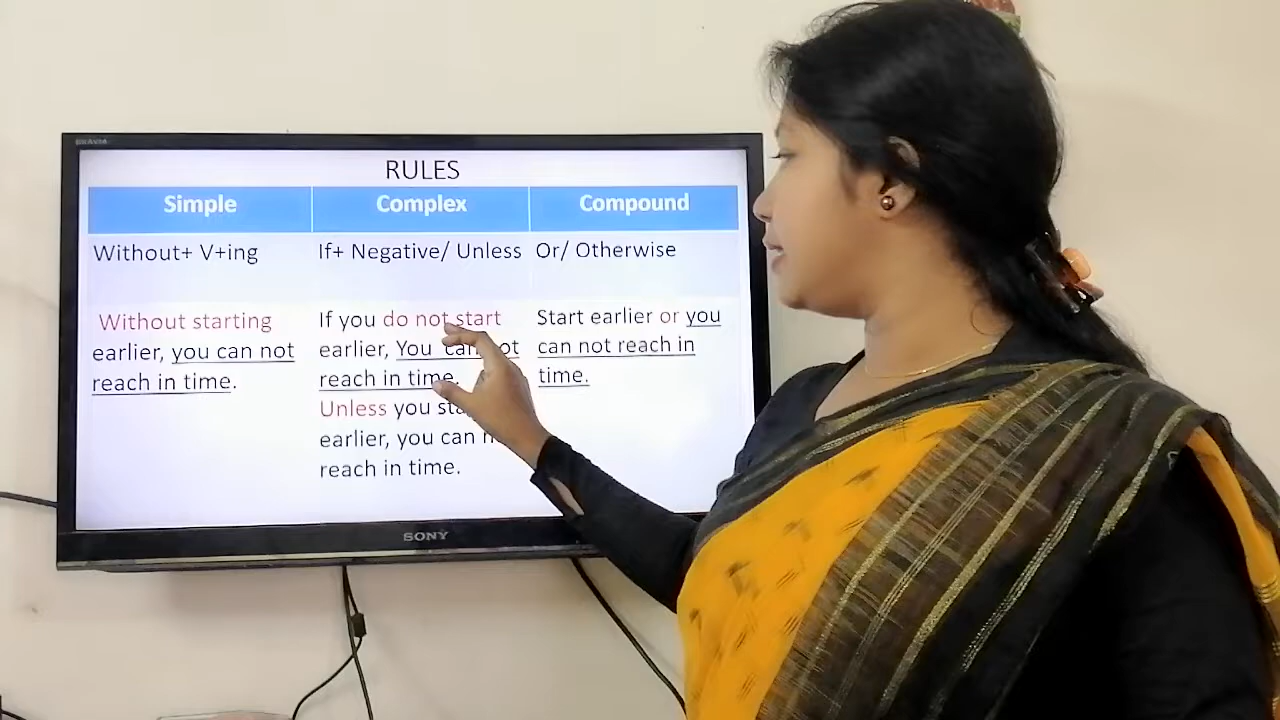 BRAVIA
RULES
Simple
Complex
Compound
Without+ V+ing
If+ Negative/ Unless
Or/ Otherwise
Without starting
earlier, you can not
reach in time.
If you do not start
earlier, You can
reach in time.
Unless you
earlier, you can
reach in time.
Start earlier or you
can not reach in
time.
SONY